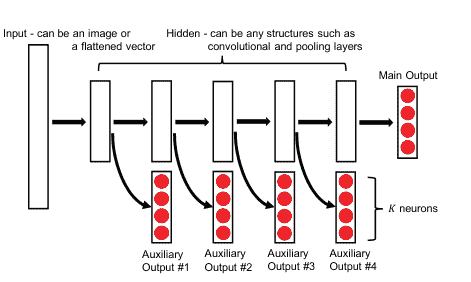 Input - can be an image or
a flattened vector
Hidden - can be any structures such as
convolutional and pooling layers
Main Output
K neurons
Auxiliary
Output #1
Auxiliary
Output #2
Auxiliary
Output #3
Auxiliary
Output #4